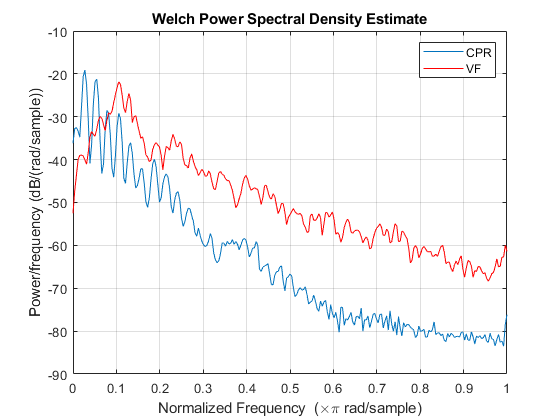 Welch Power Spectral Density Estimate
Power/frequency (dB/(rad/sample))
-10
-20
-30
-40
-50
-60
-70
-80
-90
CPR
VF
0 0.1 0.2 0.3 0.4 0.5 0.6 0.7 0.8 0.9 1
Normalized Frequency (×π rad/sample)